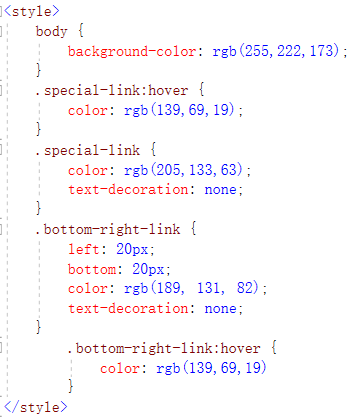 <style>
    body {
        background-color: rgb(255,222,173);
    }
    .special-link:hover {
        color: rgb(139,69,19);
    }
    .special-link {
        color: rgb(205,133,63);
        text-decoration: none;
    }
    .bottom-right-link {
        left: 20px;
        bottom: 20px;
        color: rgb(189, 131, 82);
        text-decoration: none;
    }
        .bottom-right-link:hover {
            color: rgb(139,69,19)
        }
</style>